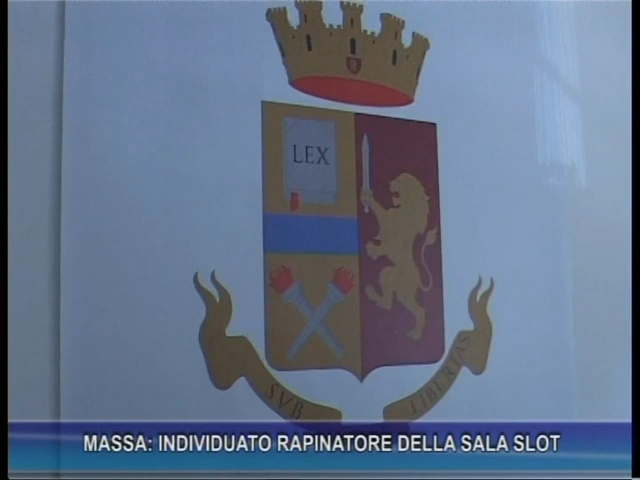 LEX
SVB
LIBERTAS
MASSA: INDIVIDUATO RAPINATORE DELLA SALA SLOT